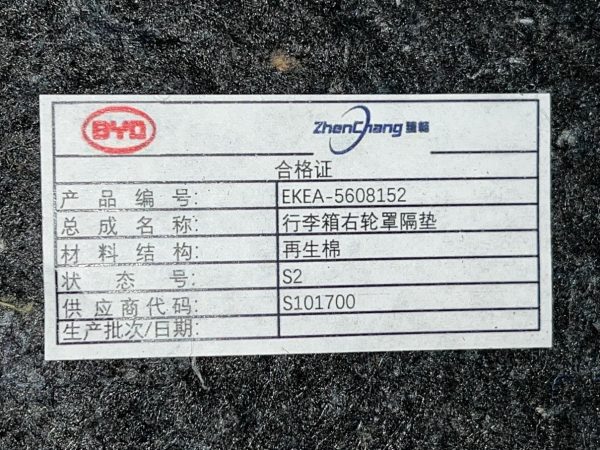 BYD ZhenChang 臻畅
合格证
产品编号: EKEA-5608152
总成名称: 行李箱右轮罩隔垫
材料结构: 再生棉
状态号: S2
供应商代码: S101700
生产批次/日期: